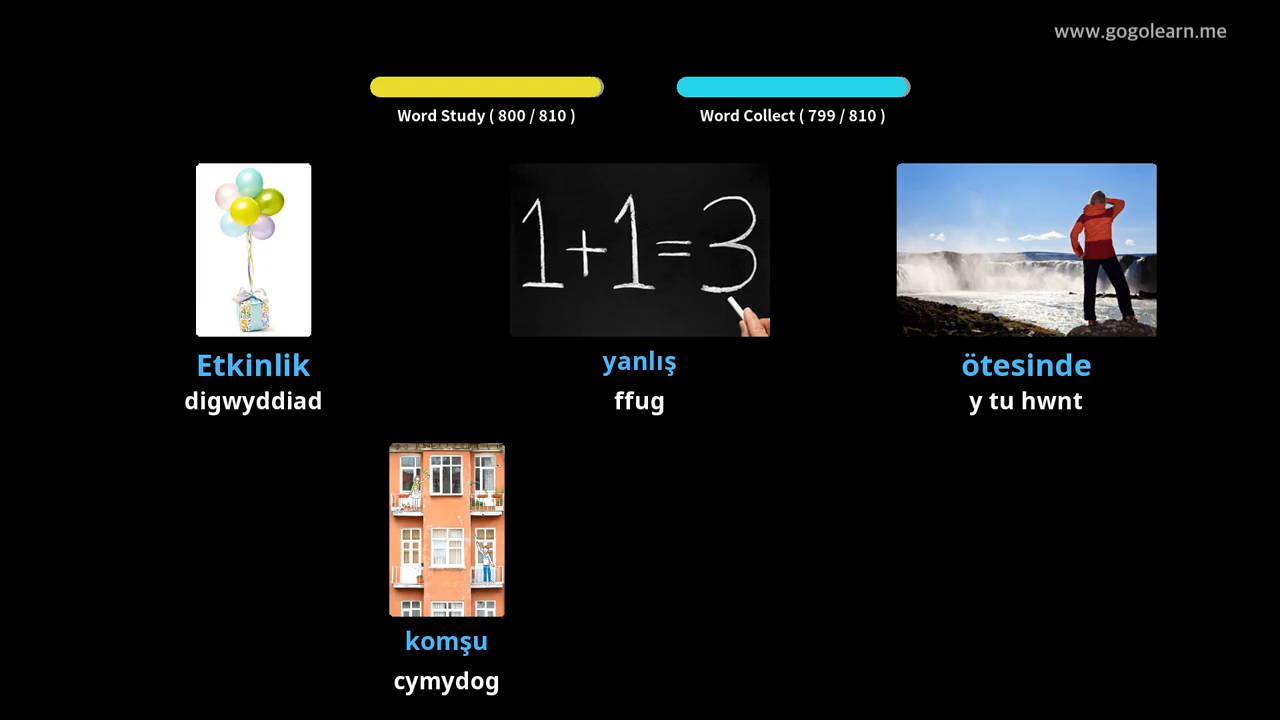 www.gogolearn.me
Word Study ( 800 / 810 )
Word Collect ( 799 / 810 )
1+1=3
Etkinlik
digwyddiad
yanlış
ffug
ötesinde
y tu hwnt
komşu
cymydog